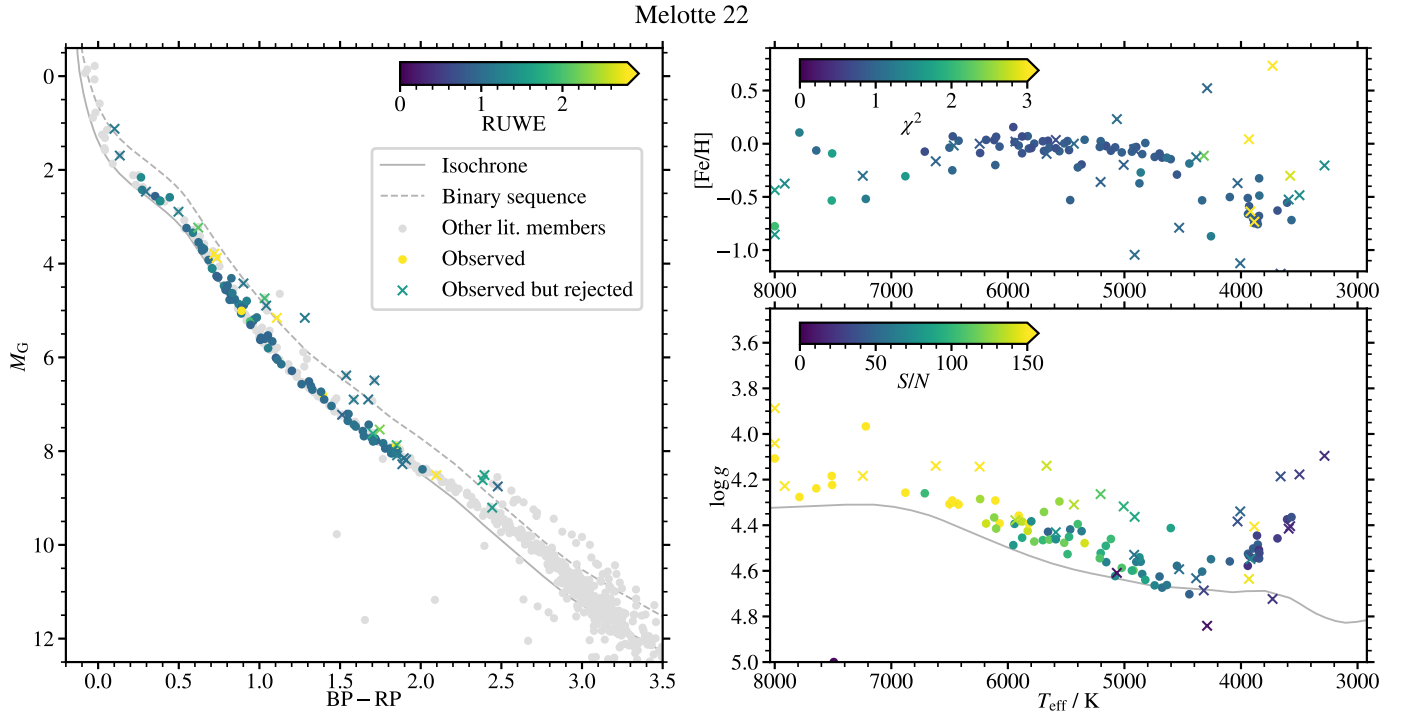 Melotte 22
0
2
4
6
8
10
12
M_G
0.0 0.5 1.0 1.5 2.0 2.5 3.0 3.5
BP − RP
0 1 2
RUWE
Isochrone
Binary sequence
Other lit. members
Observed
Observed but rejected
0.5
0.0
−0.5
−1.0
[Fe/H]
0 1 2 3
χ²
8000 7000 6000 5000 4000 3000
3.6
3.8
4.0
4.2
4.4
4.6
4.8
5.0
log g
0 50 100 150
S/N
8000 7000 6000 5000 4000 3000
T_eff / K